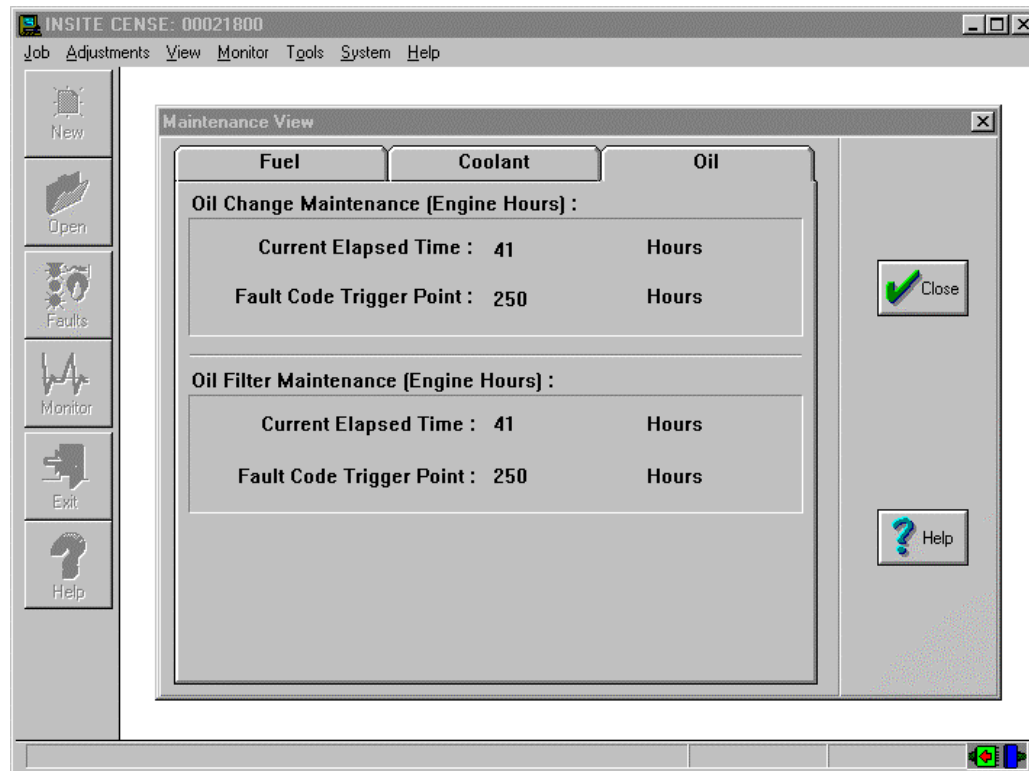 INSITE CENSE: 00021800
Job Adjustments View Monitor Tools System Help
New
Open
Faults
Monitor
Exit
Help
Maintenance View
Fuel Coolant Oil
Oil Change Maintenance (Engine Hours) :
Current Elapsed Time : 41 Hours
Fault Code Trigger Point : 250 Hours
Oil Filter Maintenance (Engine Hours) :
Current Elapsed Time : 41 Hours
Fault Code Trigger Point : 250 Hours
Close
Help